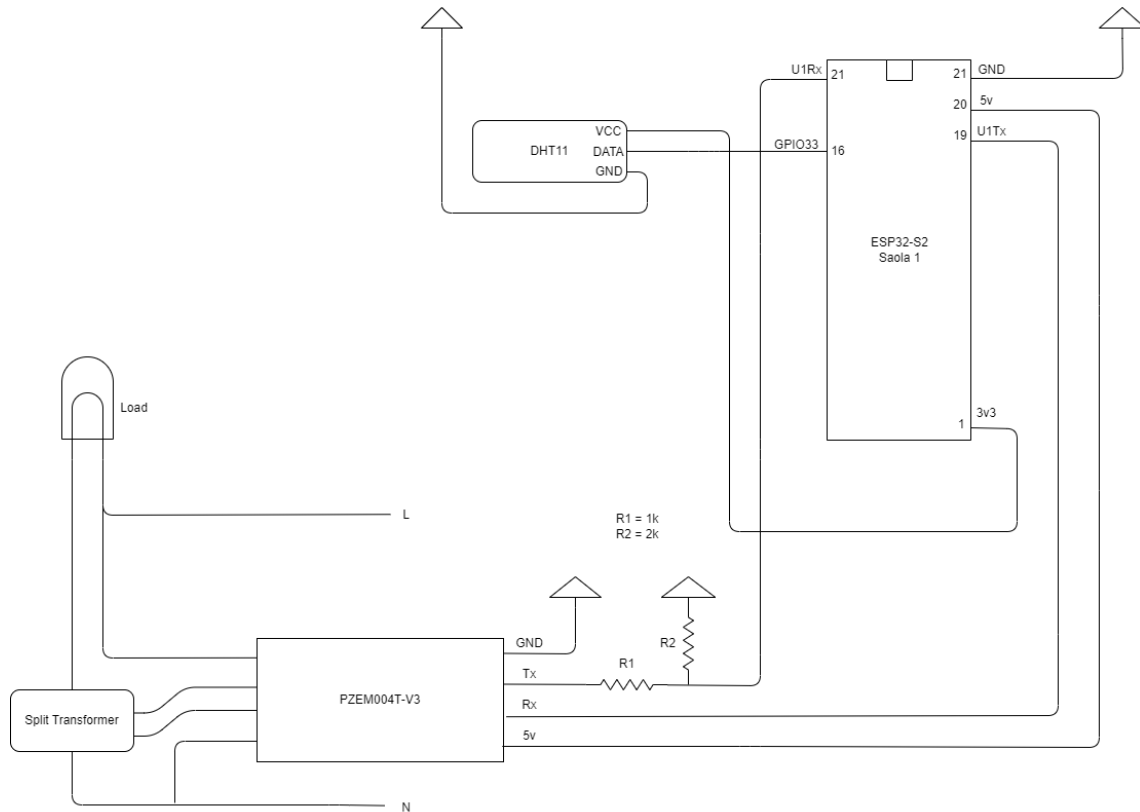 U1Rx
21
21
GND
20
5v
19
U1Tx
VCC
DHT11
DATA
GND
GPIO33
16
ESP32-S2
Saola 1
Load
1
3v3
L
R1 = 1k
R2 = 2k
GND
R2
R1
Tx
PZEM004T-V3
Rx
Split Transformer
5v
N